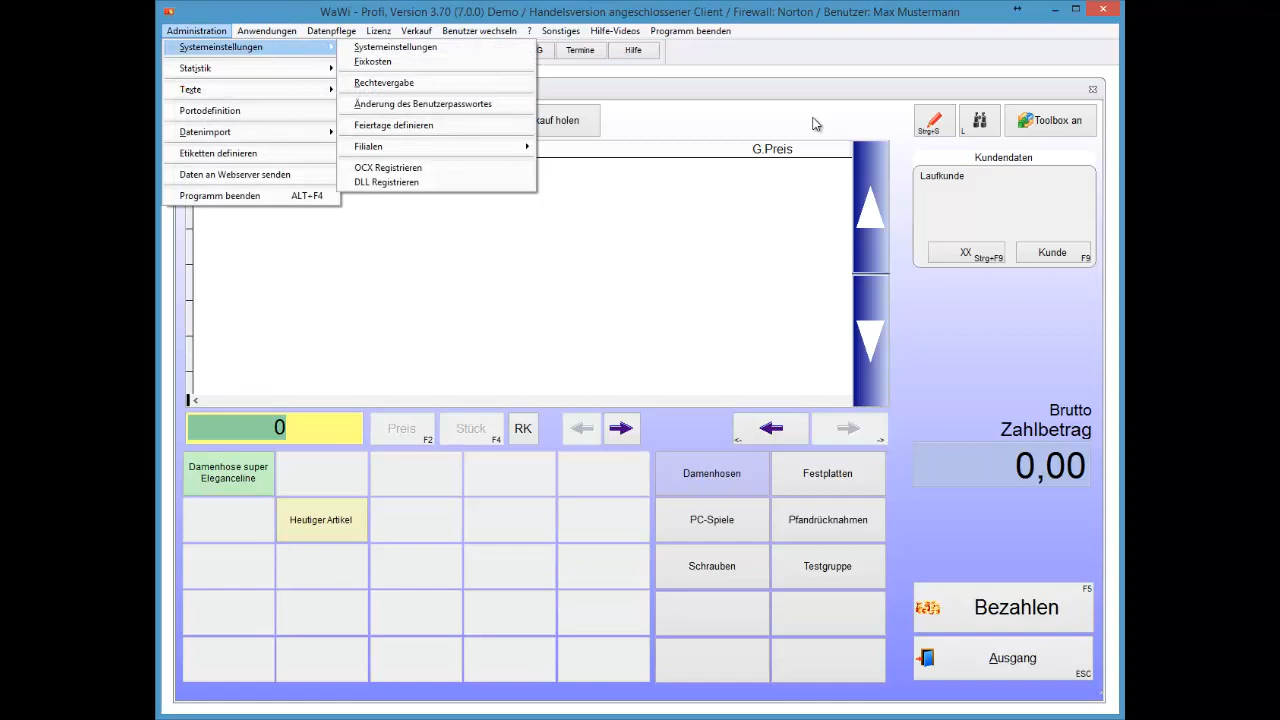 WaWi - Profi, Version 3.70 (7.0.0) Demo / Handelsversion angeschlossener Client / Firewall: Norton / Benutzer: Max Mustermann
Administration Anwendungen Datenpflege Lizenz Verkauf Benutzer wechseln ? Sonstiges Hilfe-Videos Programm beenden
Systemeinstellungen
Statistik
Texte
Portodefinition
Datenimport
Etiketten definieren
Daten an Webserver senden
Programm beenden ALT+F4
Systemeinstellungen
Fixkosten
Rechtevergabe
Änderung des Benutzerpasswortes
Feiertage definieren
Filialen
OCX Registrieren
DLL Registrieren
G Termine Hilfe
kauf holen
Strg+S
L
Toolbox an
G.Preis
Kundendaten
Laufkunde
XX Strg+F9
Kunde F9
<
0
Preis F2
Stück F4
RK
<-
->
Brutto
Zahlbetrag
0,00
Damenhose super
Eleganceline
Heutiger Artikel
Damenhosen Festplatten
PC-Spiele Pfandrücknahmen
Schrauben Testgruppe
F5
Bezahlen
Ausgang
ESC